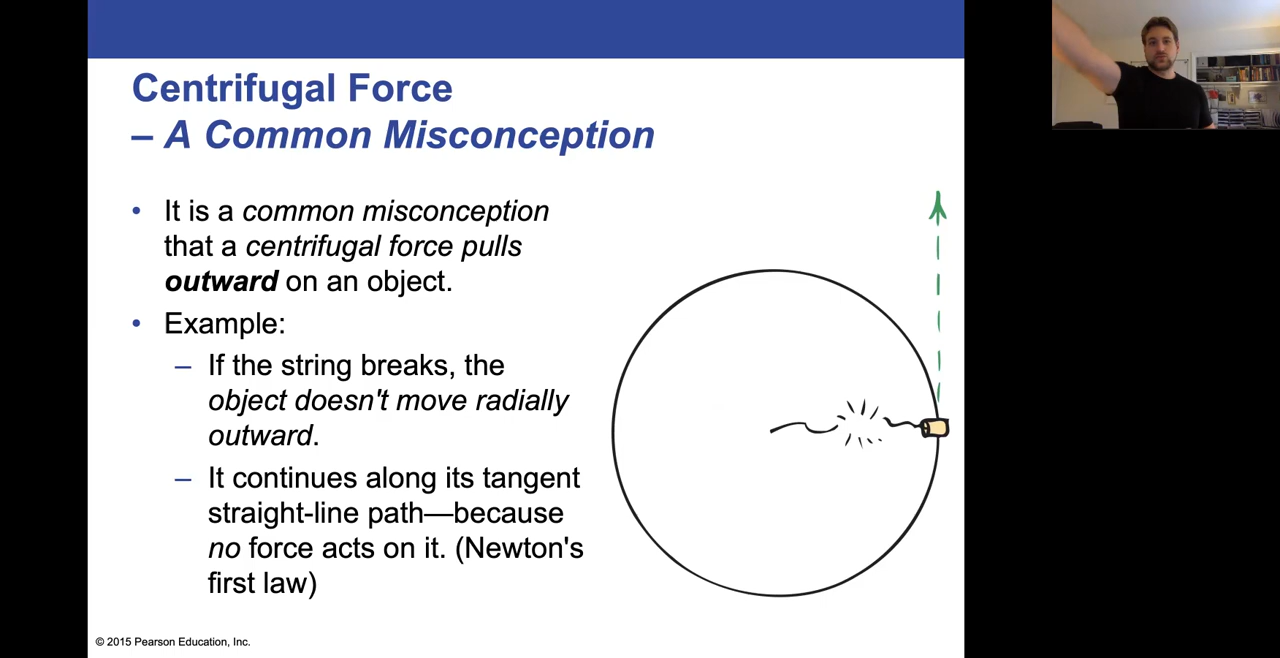 Centrifugal Force
– A Common Misconception
• It is a common misconception
that a centrifugal force pulls
outward on an object.
• Example:
– If the string breaks, the
object doesn't move radially
outward.
– It continues along its tangent
straight-line path—because
no force acts on it. (Newton's
first law)
© 2015 Pearson Education, Inc.